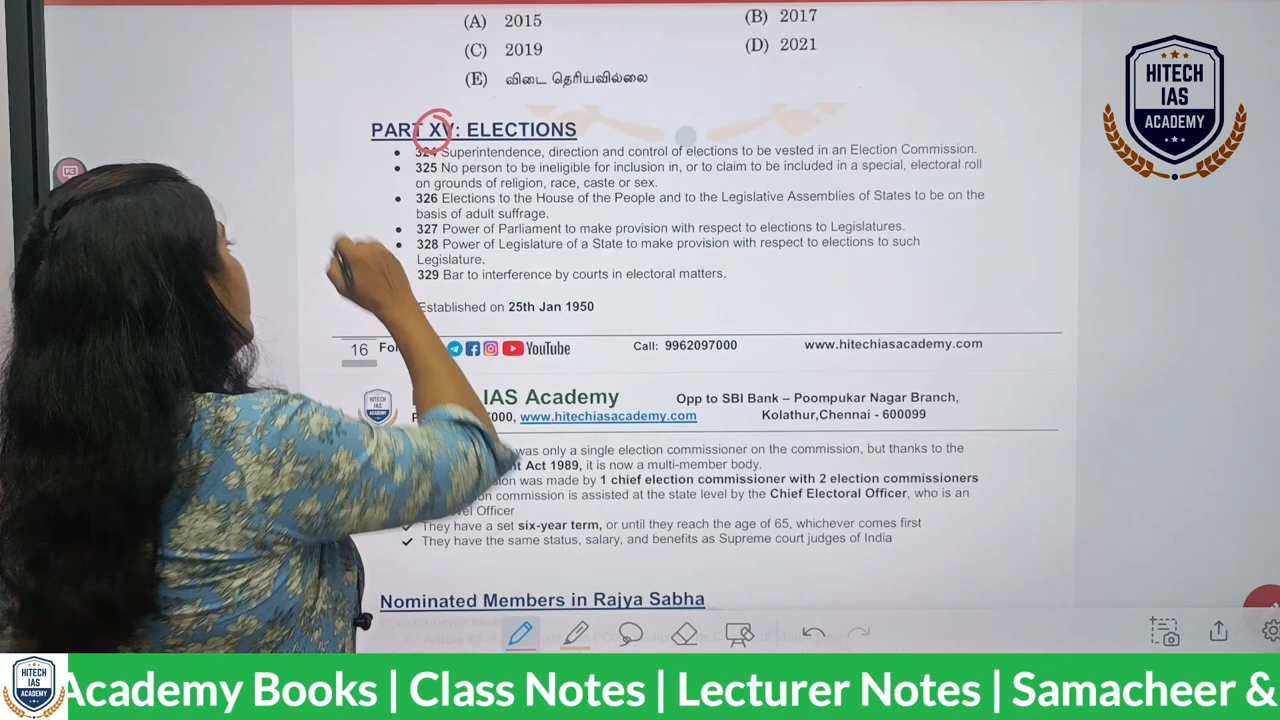 (A) 2015 (B) 2017
(C) 2019 (D) 2021
(E) விடை தெரியவில்லை
HITECH
IAS
ACADEMY
PART XV: ELECTIONS
324 Superintendence, direction and control of elections to be vested in an Election Commission.
325 No person to be ineligible for inclusion in, or to claim to be included in a special, electoral roll
on grounds of religion, race, caste or sex.
326 Elections to the House of the People and to the Legislative Assemblies of States to be on the
basis of adult suffrage.
327 Power of Parliament to make provision with respect to elections to Legislatures.
328 Power of Legislature of a State to make provision with respect to elections to such
Legislature.
329 Bar to interference by courts in electoral matters.
Established on 25th Jan 1950
16 YouTube Call: 9962097000 www.hitechiasacademy.com
HITECH
IAS
ACADEMY
IAS Academy Opp to SBI Bank – Poompukar Nagar Branch,
www.hitechiasacademy.com Kolathur,Chennai - 600099
was only a single election commissioner on the commission, but thanks to the
Act 1989, it is now a multi-member body.
was made by 1 chief election commissioner with 2 election commissioners
commission is assisted at the state level by the Chief Electoral Officer, who is an
Officer
They have a set six-year term, or until they reach the age of 65, whichever comes first
They have the same status, salary, and benefits as Supreme court judges of India
Nominated Members in Rajya Sabha
PC
HITECH
IAS
ACADEMY
Academy Books | Class Notes | Lecturer Notes | Samacheer &